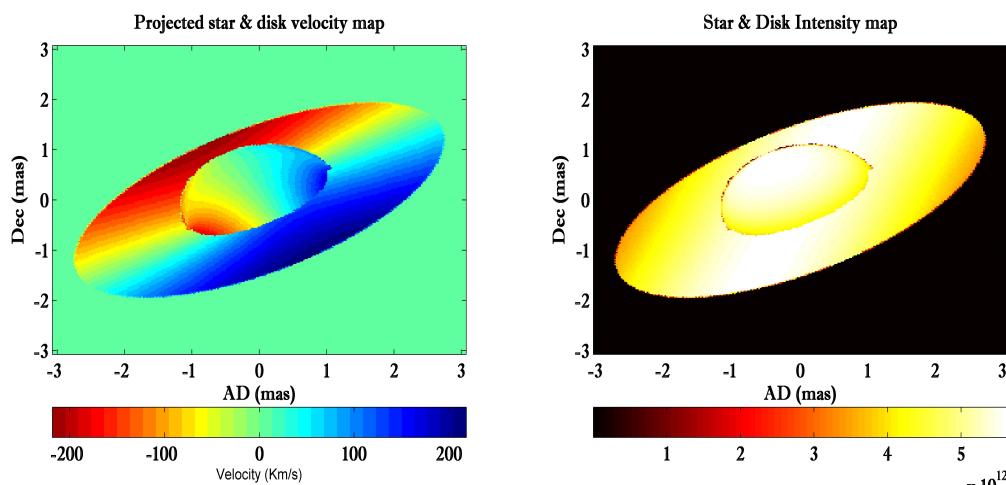 Projected star & disk velocity map
3
2
1
0
-1
-2
-3
Dec (mas)
-3 -2 -1 0 1 2 3
AD (mas)
-200 -100 0 100 200
Velocity (Km/s)
Star & Disk Intensity map
3
2
1
0
-1
-2
-3
Dec (mas)
-3 -2 -1 0 1 2 3
AD (mas)
1 2 3 4 5
x 10^12